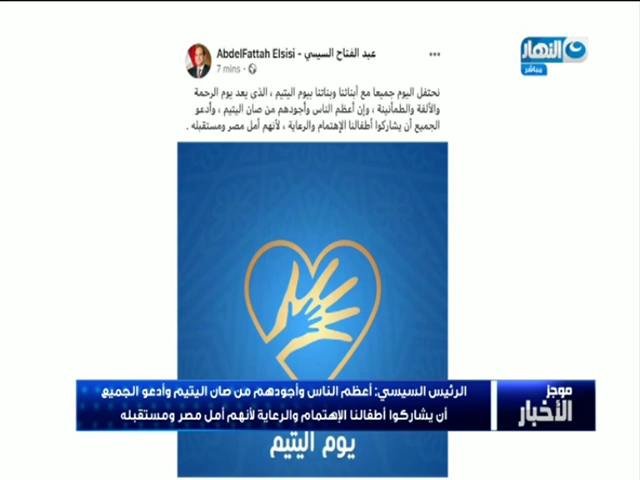 AbdelFattah Elsisi - عبد الفتاح السيسي
7 mins
النهار
مباشر
نحتفل اليوم جميعا مع أبنائنا وبناتنا بيوم اليتيم ، الذى يعد يوم الرحمة
والألفة والطمأنينة ، وإن أعظم الناس وأجودهم من صان اليتيم ، وأدعو
الجميع أن يشاركوا أطفالنا الإهتمام والرعاية ، لأنهم أمل مصر ومستقبله .
موجز
الأخبار
الرئيس السيسي: أعظم الناس وأجودهم من صان اليتيم وأدعو الجميع
أن يشاركوا أطفالنا الإهتمام والرعاية لأنهم أمل مصر ومستقبله
يوم اليتيم